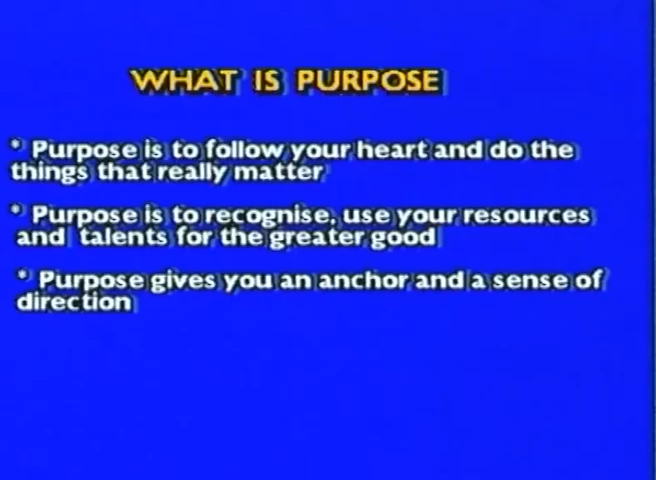 WHAT IS PURPOSE
* Purpose is to follow your heart and do the
things that really matter
* Purpose is to recognise, use your resources
and talents for the greater good
* Purpose gives you an anchor and a sense of
direction